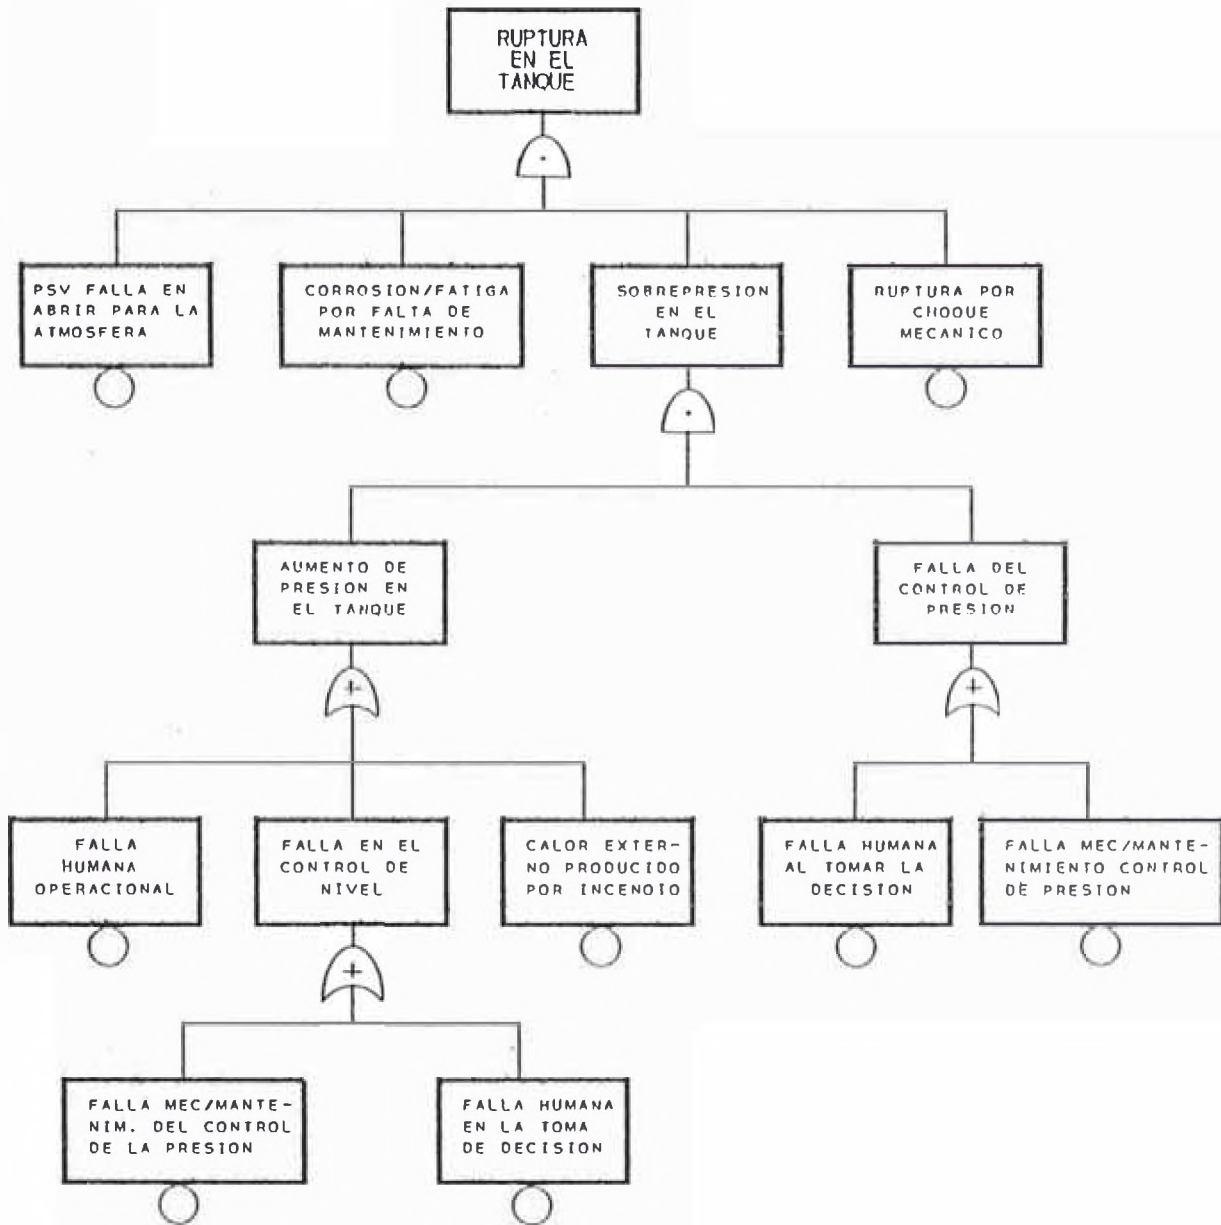 RUPTURA
EN EL
TANQUE
PSV FALLA EN
ABRIR PARA LA
ATMOSFERA
CORROSION/FATIGA
POR FALTA DE
MANTENIMIENTO
SOBREPRESION
EN EL
TANQUE
RUPTURA POR
CHOQUE
MECANICO
AUMENTO DE
PRESION EN
EL TANQUE
FALLA DEL
CONTROL DE
PRESION
+
+
FALLA
HUMANA
OPERACIONAL
FALLA EN EL
CONTROL DE
NIVEL
CALOR EXTER-
NO PRODUCIDO
POR INCENDIO
FALLA HUMANA
AL TOMAR LA
DECISION
FALLA MEC/MANTE-
NIMIENTO CONTROL
DE PRESION
+
FALLA MEC/MANTE-
NIM. DEL CONTROL
DE LA PRESION
FALLA HUMANA
EN LA TOMA
DE DECISION